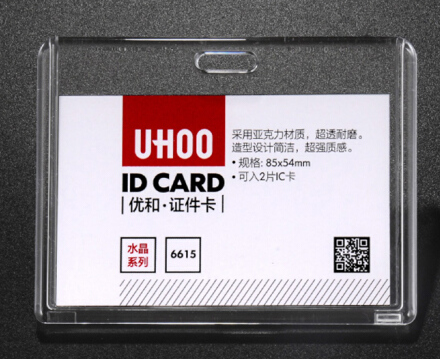 UHOO
ID CARD
优和·证件卡
采用亚克力材质，超透耐磨。
造型设计简洁，超强质感。
• 规格: 85x54mm
• 可入2片IC卡
水晶
系列
6615